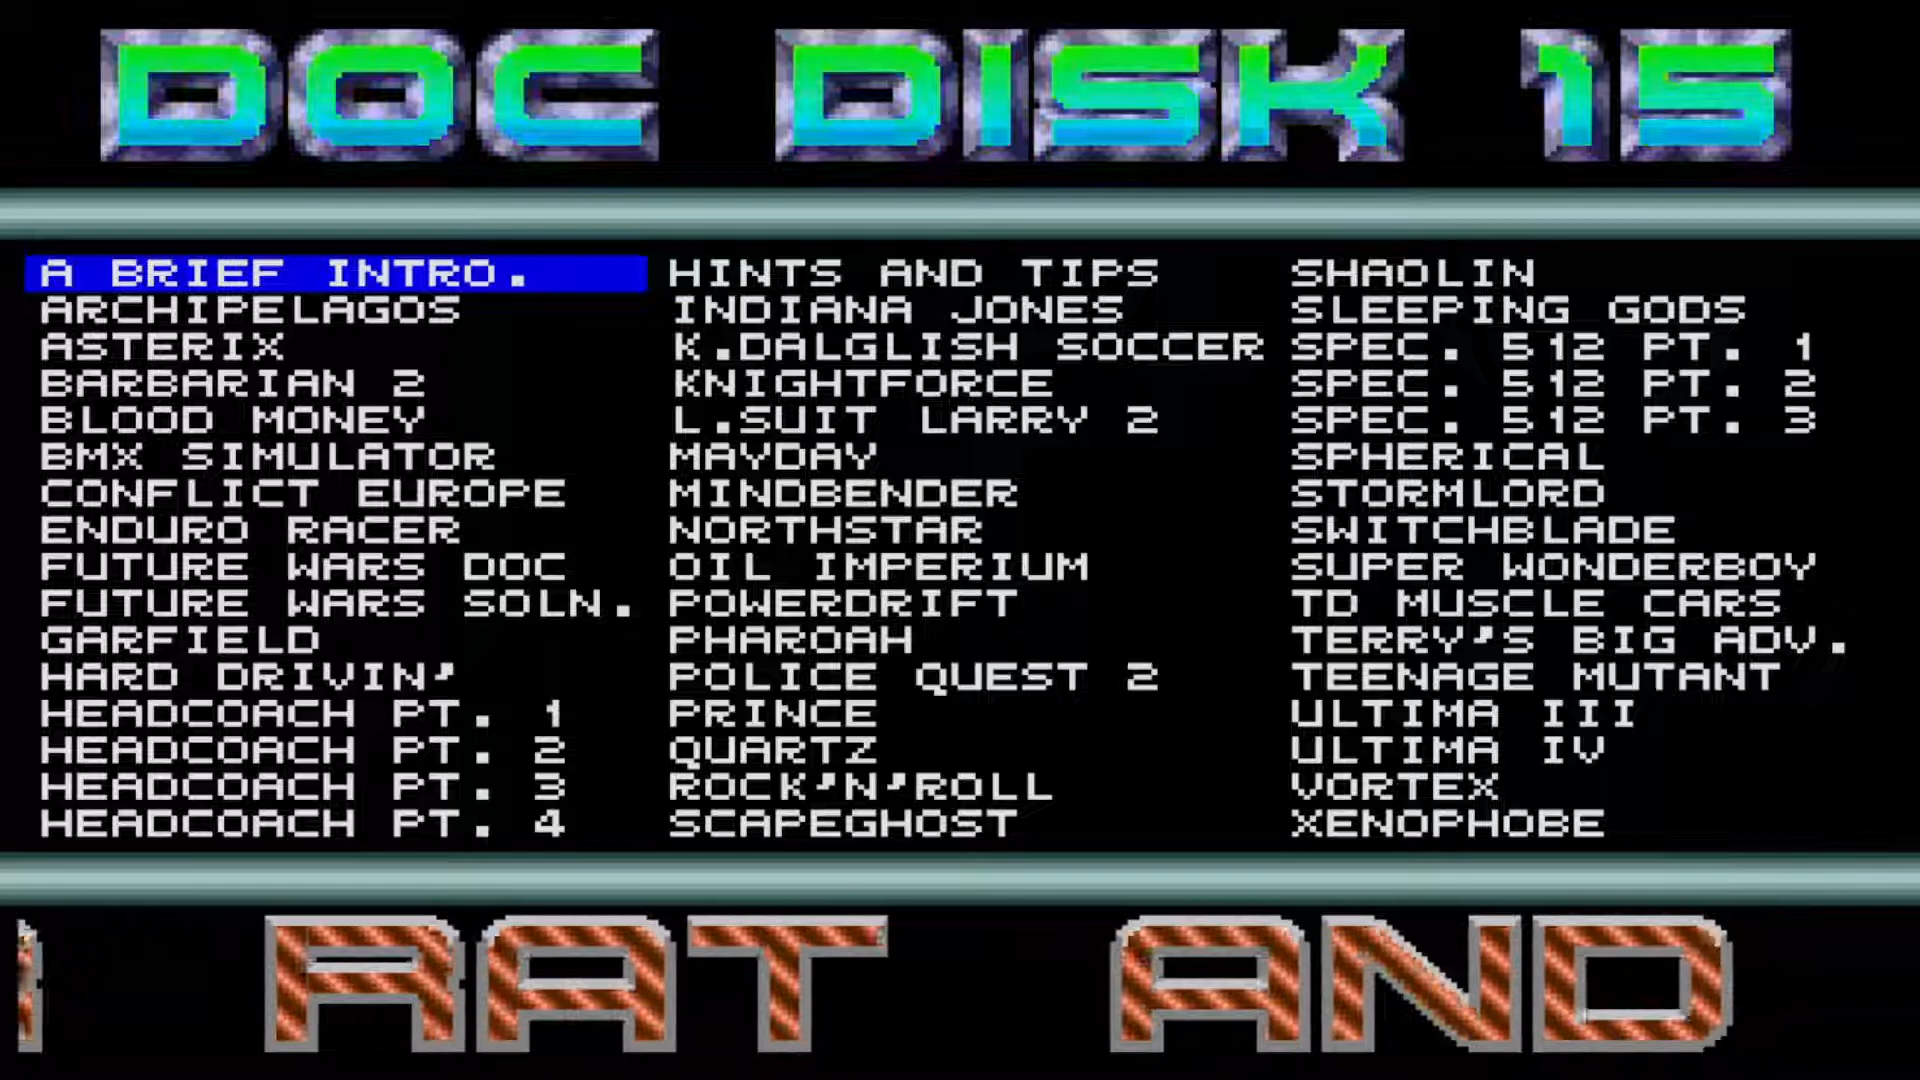 DOC DISK 15
A BRIEF INTRO.
ARCHIPELAGOS
ASTERIX
BARBARIAN 2
BLOOD MONEY
BMX SIMULATOR
CONFLICT EUROPE
ENDURO RACER
FUTURE WARS DOC
FUTURE WARS SOLN.
GARFIELD
HARD DRIVIN'
HEADCOACH PT. 1
HEADCOACH PT. 2
HEADCOACH PT. 3
HEADCOACH PT. 4
HINTS AND TIPS
INDIANA JONES
K.DALGLISH SOCCER
KNIGHTFORCE
L.SUIT LARRY 2
MAYDAY
MINDBENDER
NORTHSTAR
OIL IMPERIUM
POWERDRIFT
PHAROAH
POLICE QUEST 2
PRINCE
QUARTZ
ROCK'N'ROLL
SCAPEGHOST
SHAOLIN
SLEEPING GODS
SPEC. 512 PT. 1
SPEC. 512 PT. 2
SPEC. 512 PT. 3
SPHERICAL
STORMLORD
SWITCHBLADE
SUPER WONDERBOY
TD MUSCLE CARS
TERRY'S BIG ADV.
TEENAGE MUTANT
ULTIMA III
ULTIMA IV
VORTEX
XENOPHOBE
RAT AND